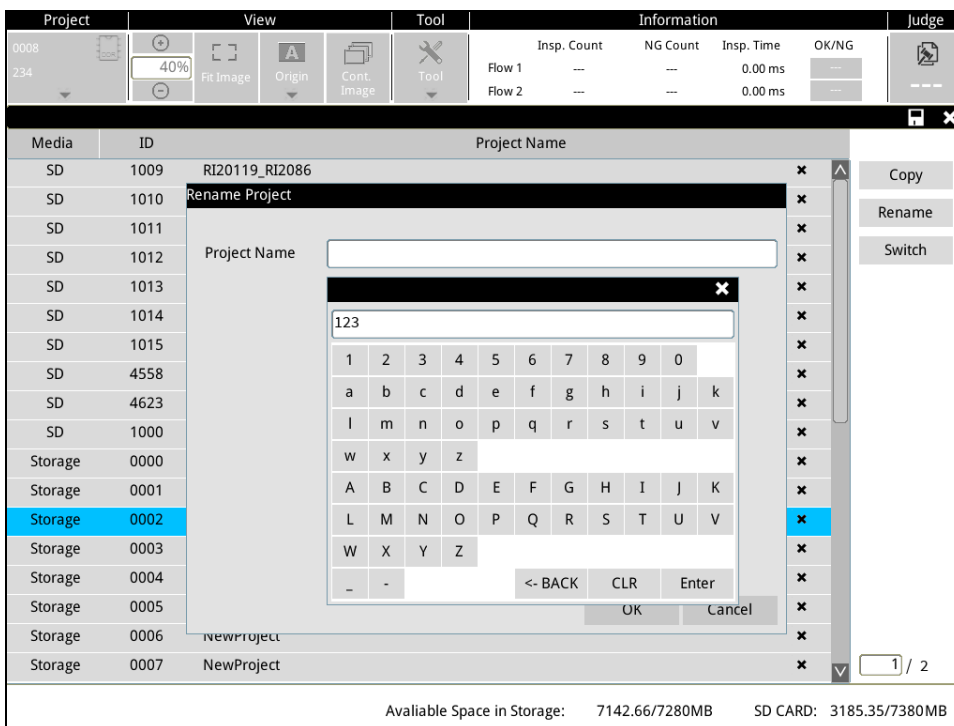 Project View Tool Information Judge
0008
234
40%
Fit Image
Origin
Cont. Image
Tool
Insp. Count NG Count Insp. Time OK/NG
Flow 1 --- --- 0.00 ms ---
Flow 2 --- --- 0.00 ms ---
---
Media ID Project Name
SD 1009 RI20119_RI2086
SD 1010
SD 1011
SD 1012
SD 1013
SD 1014
SD 1015
SD 4558
SD 4623
SD 1000
Storage 0000
Storage 0001
Storage 0002
Storage 0003
Storage 0004
Storage 0005
Storage 0006 NewProject
Storage 0007 NewProject
Copy
Rename
Switch
1 / 2
Rename Project
Project Name
123
1 2 3 4 5 6 7 8 9 0
a b c d e f g h i j k
l m n o p q r s t u v
w x y z
A B C D E F G H I J K
L M N O P Q R S T U V
W X Y Z
_ - <- BACK CLR Enter
OK Cancel
Avaliable Space in Storage: 7142.66/7280MB SD CARD: 3185.35/7380MB